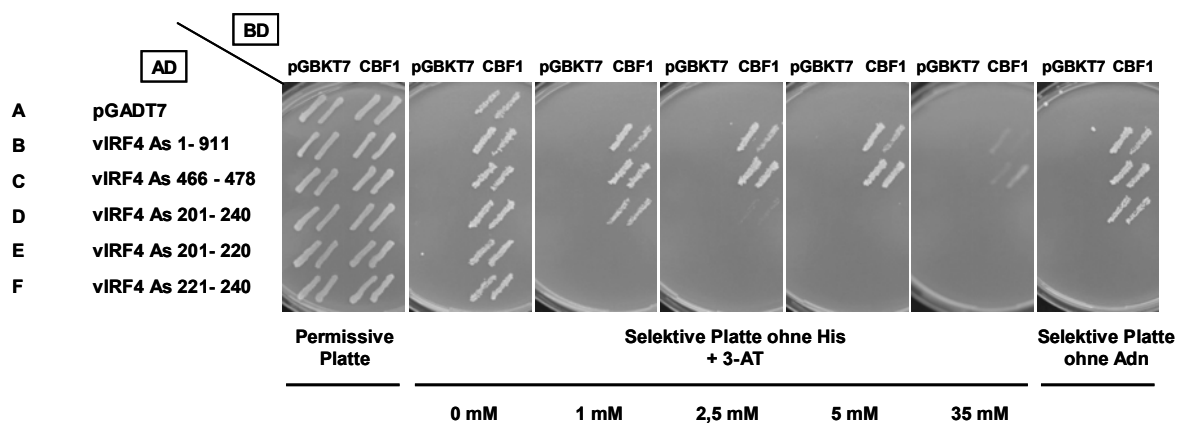 BD
AD
pGBKT7 CBF1 pGBKT7 CBF1 pGBKT7 CBF1 pGBKT7 CBF1 pGBKT7 CBF1 pGBKT7 CBF1 pGBKT7 CBF1
A pGADT7
B vIRF4 As 1- 911
C vIRF4 As 466 - 478
D vIRF4 As 201- 240
E vIRF4 As 201- 220
F vIRF4 As 221- 240
Permissive
Platte
Selektive Platte ohne His
+ 3-AT
Selektive Platte
ohne Adn
0 mM 1 mM 2,5 mM 5 mM 35 mM